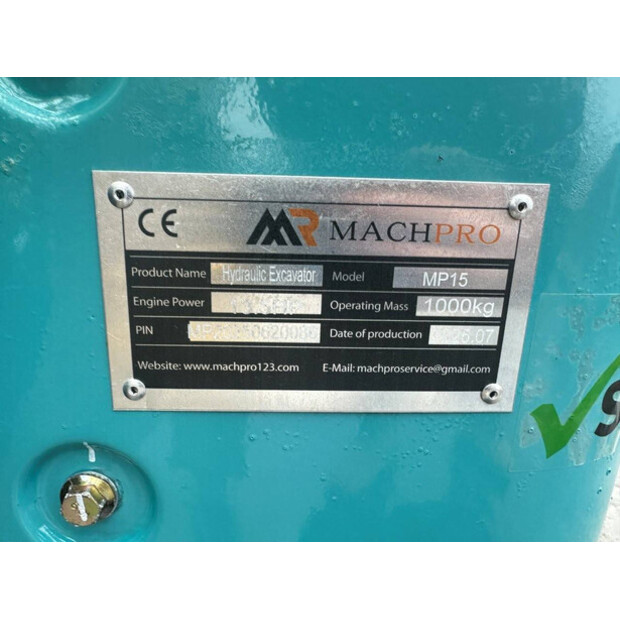 CE MACHPRO
Product Name Hydraulic Excavator Model MP15
Engine Power Operating Mass 1000kg
PIN Date of production
Website: www.machpro123.com E-Mail: machproservice@gmail.com